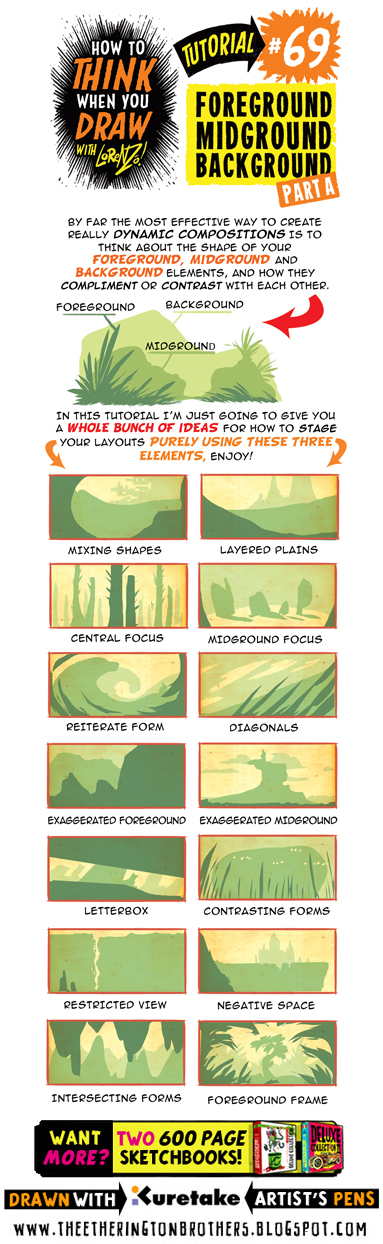 HOW TO
THINK
WHEN YOU
DRAW
WITH LORENZO!
TUTORIAL
#69
FOREGROUND
MIDGROUND
BACKGROUND
PART A
BY FAR THE MOST EFFECTIVE WAY TO CREATE
REALLY DYNAMIC COMPOSITIONS IS TO
THINK ABOUT THE SHAPE OF YOUR
FOREGROUND, MIDGROUND AND
BACKGROUND ELEMENTS, AND HOW THEY
COMPLIMENT OR CONTRAST WITH EACH OTHER.
FOREGROUND
BACKGROUND
MIDGROUND
IN THIS TUTORIAL I'M JUST GOING TO GIVE YOU
A WHOLE BUNCH OF IDEAS FOR HOW TO STAGE
YOUR LAYOUTS PURELY USING THESE THREE
ELEMENTS, ENJOY!
MIXING SHAPES
LAYERED PLAINS
CENTRAL FOCUS
MIDGROUND FOCUS
REITERATE FORM
DIAGONALS
EXAGGERATED FOREGROUND
EXAGGERATED MIDGROUND
LETTERBOX
CONTRASTING FORMS
RESTRICTED VIEW
NEGATIVE SPACE
INTERSECTING FORMS
FOREGROUND FRAME
WANT
MORE?
TWO 600 PAGE
SKETCHBOOKS!
DELUXE
COLLECTION
DRAWN WITH
Kuretake
ARTIST'S PENS
WWW.THEETHERINGTONBROTHERS.BLOGSPOT.COM